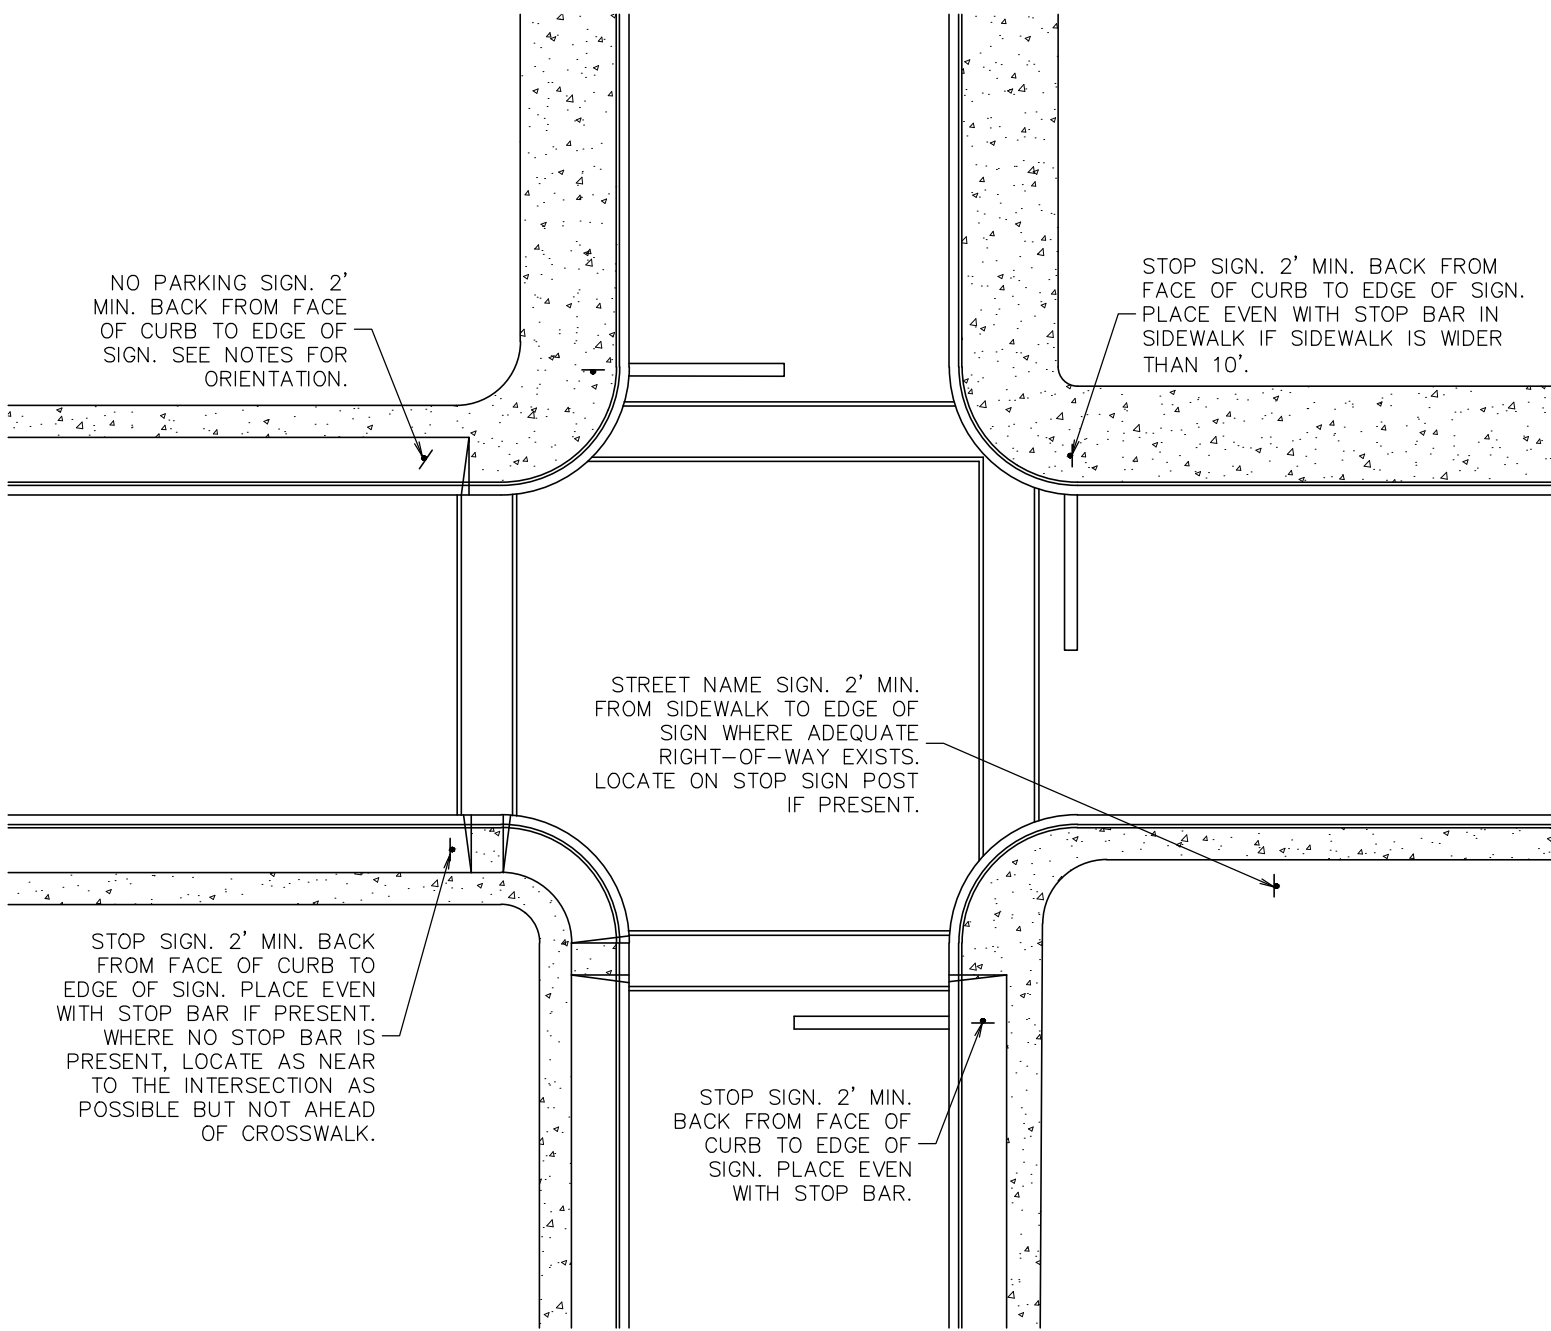 NO PARKING SIGN. 2'
MIN. BACK FROM FACE
OF CURB TO EDGE OF
SIGN. SEE NOTES FOR
ORIENTATION.
STOP SIGN. 2' MIN. BACK FROM
FACE OF CURB TO EDGE OF SIGN.
PLACE EVEN WITH STOP BAR IN
SIDEWALK IF SIDEWALK IS WIDER
THAN 10'.
STREET NAME SIGN. 2' MIN.
FROM SIDEWALK TO EDGE OF
SIGN WHERE ADEQUATE
RIGHT-OF-WAY EXISTS.
LOCATE ON STOP SIGN POST
IF PRESENT.
STOP SIGN. 2' MIN. BACK
FROM FACE OF CURB TO
EDGE OF SIGN. PLACE EVEN
WITH STOP BAR IF PRESENT.
WHERE NO STOP BAR IS
PRESENT, LOCATE AS NEAR
TO THE INTERSECTION AS
POSSIBLE BUT NOT AHEAD
OF CROSSWALK.
STOP SIGN. 2' MIN.
BACK FROM FACE OF
CURB TO EDGE OF
SIGN. PLACE EVEN
WITH STOP BAR.